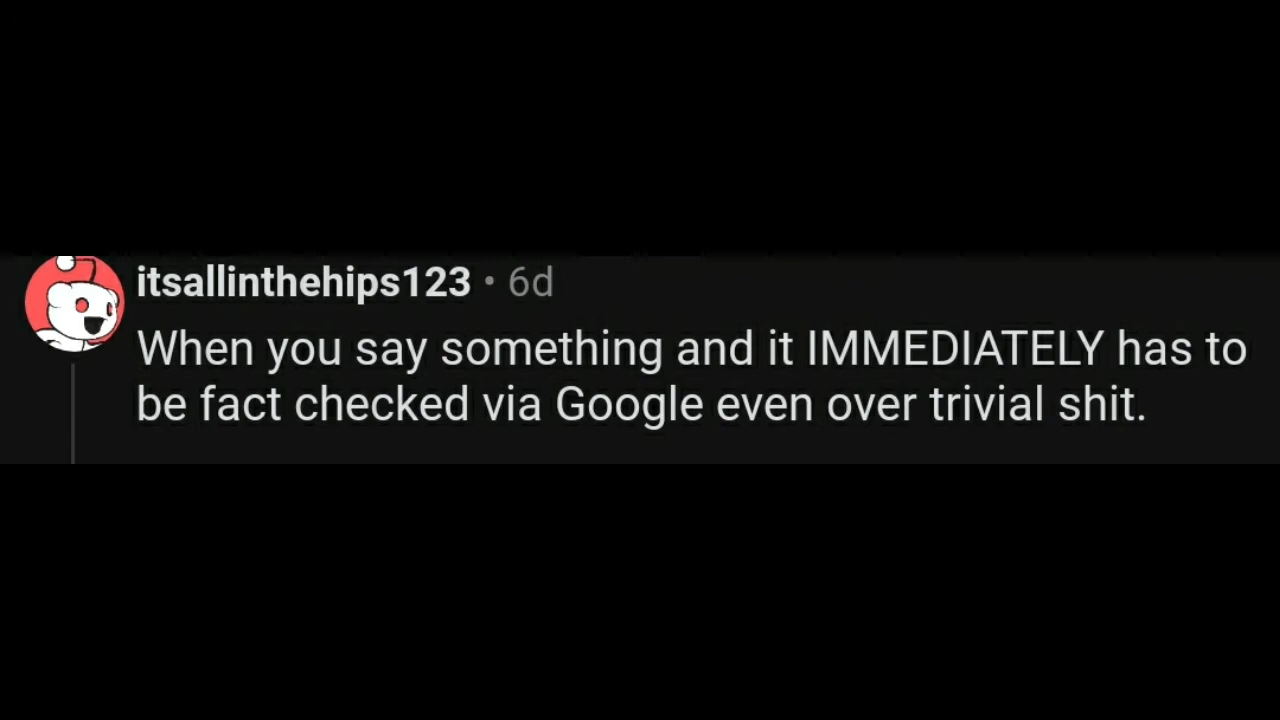 itsallinthehips123 • 6d
When you say something and it IMMEDIATELY has to
be fact checked via Google even over trivial shit.